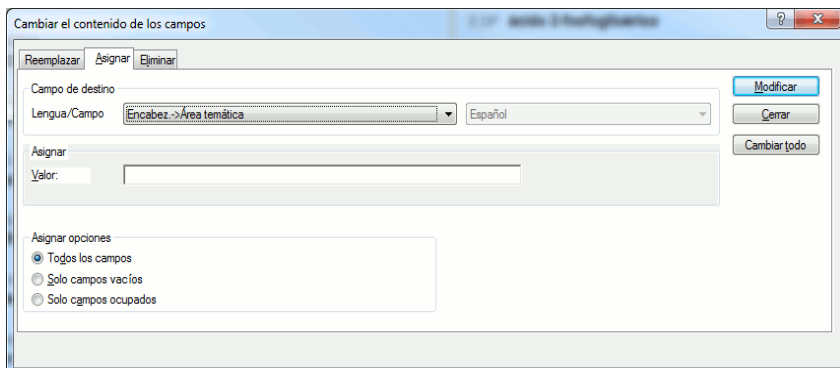 Cambiar el contenido de los campos
Reemplazar Asignar Eliminar
Campo de destino
Lengua/Campo Encabez.->Área temática Español
Asignar
Valor:
Asignar opciones
Todos los campos
Solo campos vacíos
Solo campos ocupados
Modificar
Cerrar
Cambiar todo